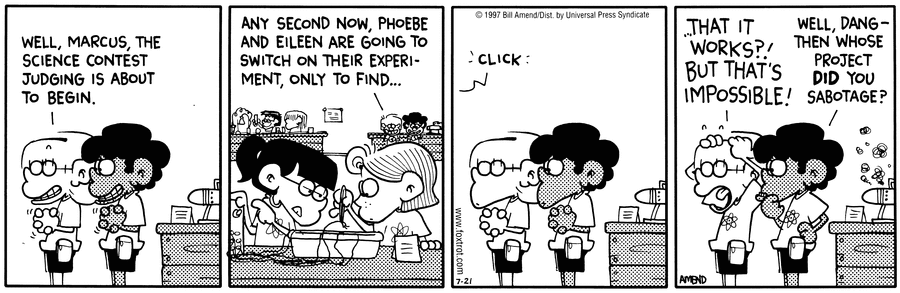 WELL, MARCUS, THE
SCIENCE CONTEST
JUDGING IS ABOUT
TO BEGIN.
ANY SECOND NOW, PHOEBE
AND EILEEN ARE GOING TO
SWITCH ON THEIR EXPERI-
MENT, ONLY TO FIND...
© 1997 Bill Amend/Dist. by Universal Press Syndicate
CLICK!
www.foxtrot.com
7-21
...THAT IT
WORKS?!
BUT THAT'S
IMPOSSIBLE!
WELL, DANG-
THEN WHOSE
PROJECT
DID YOU
SABOTAGE?
AMEND